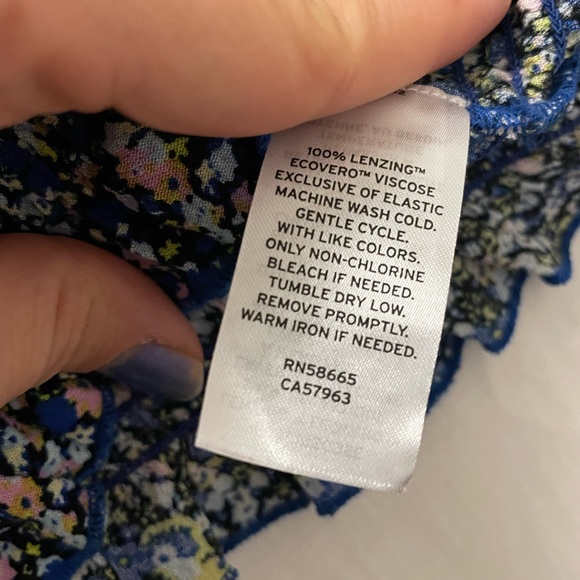 100% LENZING™
ECOVERO™ VISCOSE
EXCLUSIVE OF ELASTIC
MACHINE WASH COLD.
GENTLE CYCLE.
WITH LIKE COLORS.
ONLY NON-CHLORINE
BLEACH IF NEEDED.
TUMBLE DRY LOW.
REMOVE PROMPTLY.
WARM IRON IF NEEDED.
RN58665
CA57963